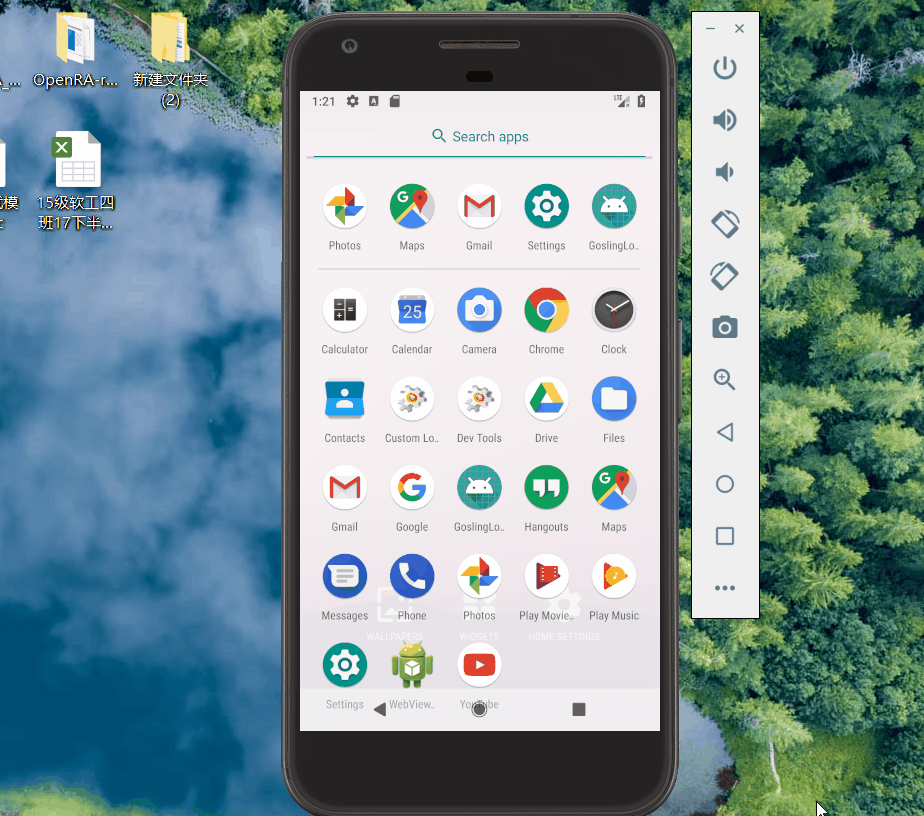 OpenRA-r...
新建文件夹
(2)
15级软工四
班17下半...
1:21
LTE
Search apps
Photos
Maps
Gmail
Settings
GoslingLo..
Calculator
25
Calendar
Camera
Chrome
Clock
Contacts
Custom Lo..
Dev Tools
Drive
Files
Gmail
Google
GoslingLo..
Hangouts
Maps
Messages
Phone
Photos
Play Movie..
Play Music
WALLPAPERS
WIDGETS
HOME SETTINGS
Settings
WebView..
YouTube